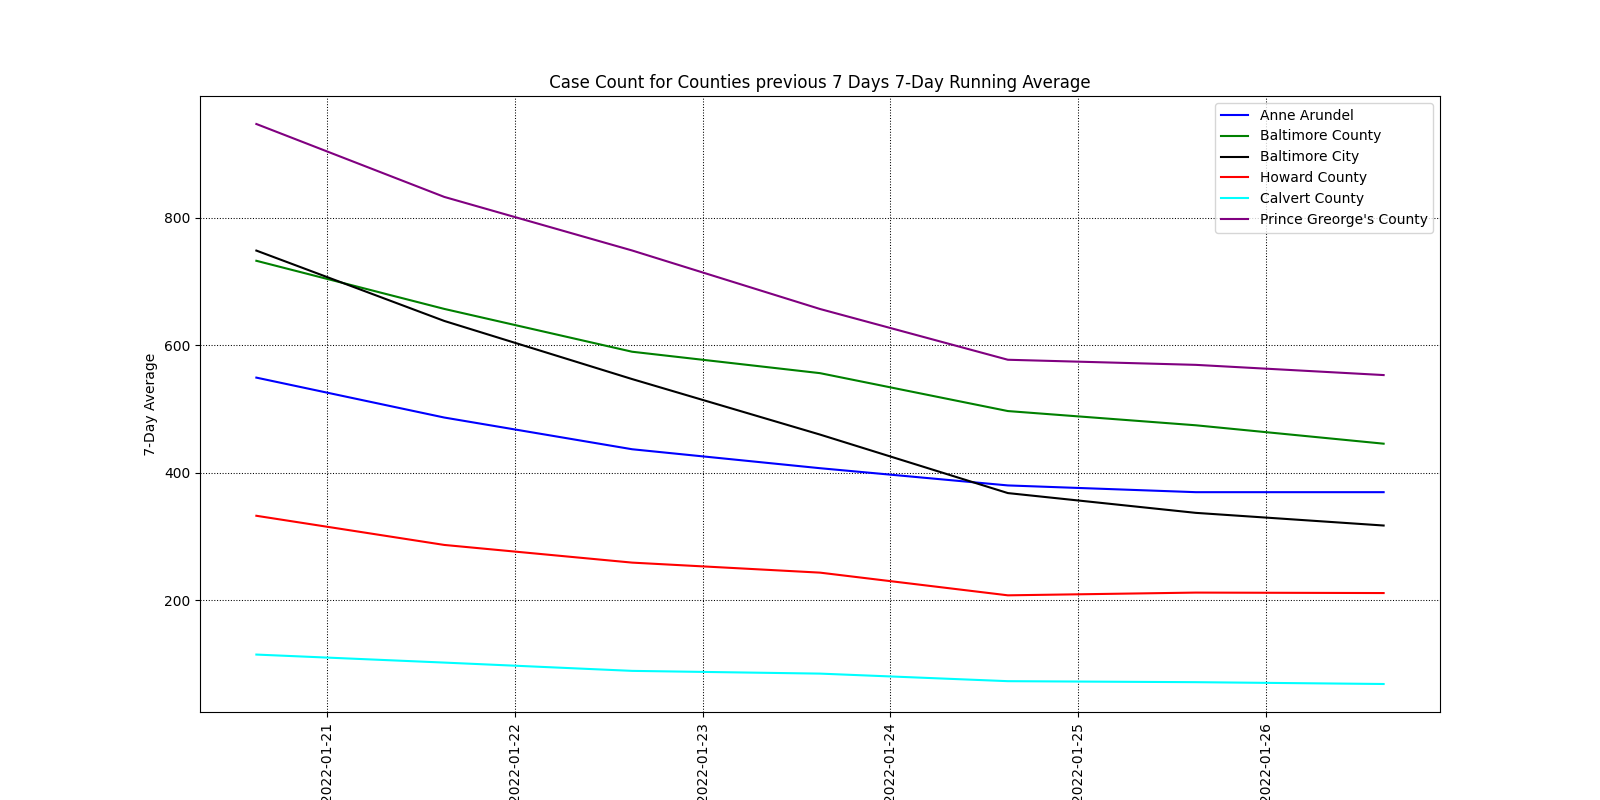 Case Count for Counties previous 7 Days 7-Day Running Average
Anne Arundel
Baltimore County
Baltimore City
Howard County
Calvert County
Prince Greorge's County
7-Day Average
800
600
400
200
2022-01-21
2022-01-22
2022-01-23
2022-01-24
2022-01-25
2022-01-26